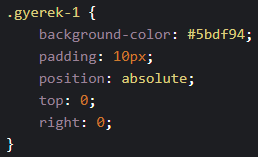 .gyerek-1 {
    background-color: #5bdf94;
    padding: 10px;
    position: absolute;
    top: 0;
    right: 0;
}